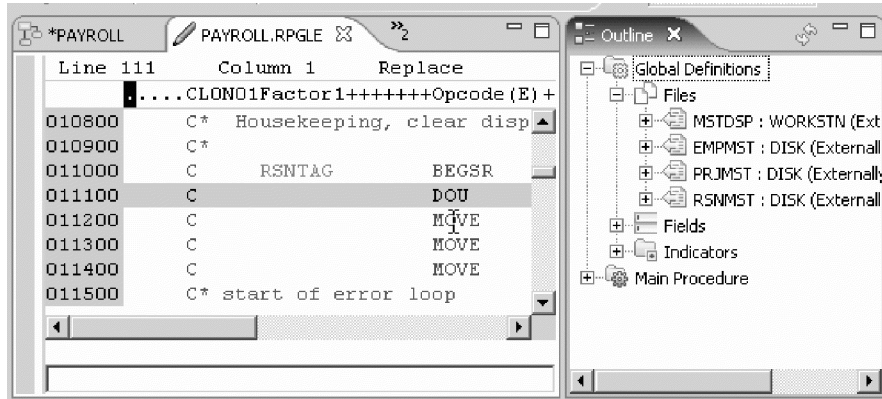 *PAYROLL PAYROLL.RPGLE »2
Line 111 Column 1 Replace
.....CL0N01Factor1+++++++Opcode(E)+
010800 C* Housekeeping, clear disp
010900 C*
011000 C RSNTAG BEGSR
011100 C DOU
011200 C MOVE
011300 C MOVE
011400 C MOVE
011500 C* start of error loop
Outline
Global Definitions
Files
MSTDSP : WORKSTN (Ext
EMPMST : DISK (Externall
PRJMST : DISK (Externally
RSNMST : DISK (Externall
Fields
Indicators
Main Procedure